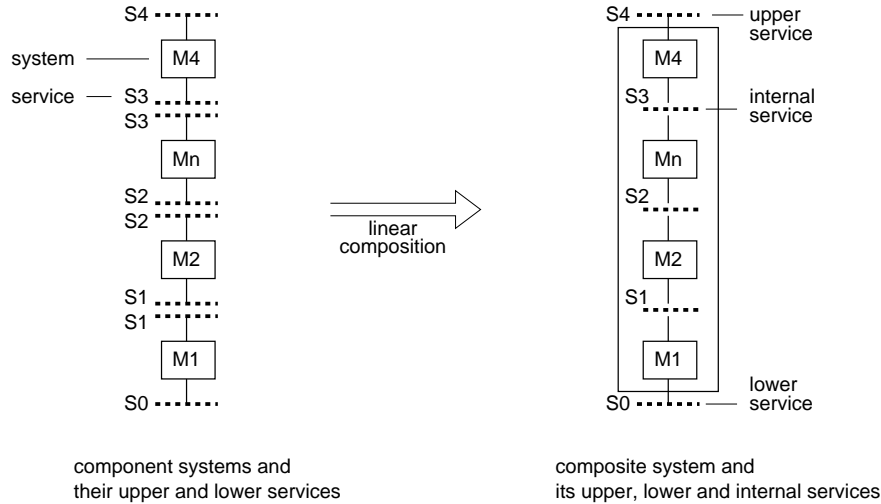 S4
system
M4
service
S3
S3
Mn
S2
S2
M2
S1
S1
M1
S0
component systems and
their upper and lower services
linear
composition
S4
upper
service
M4
S3
internal
service
Mn
S2
M2
S1
M1
S0
lower
service
composite system and
its upper, lower and internal services